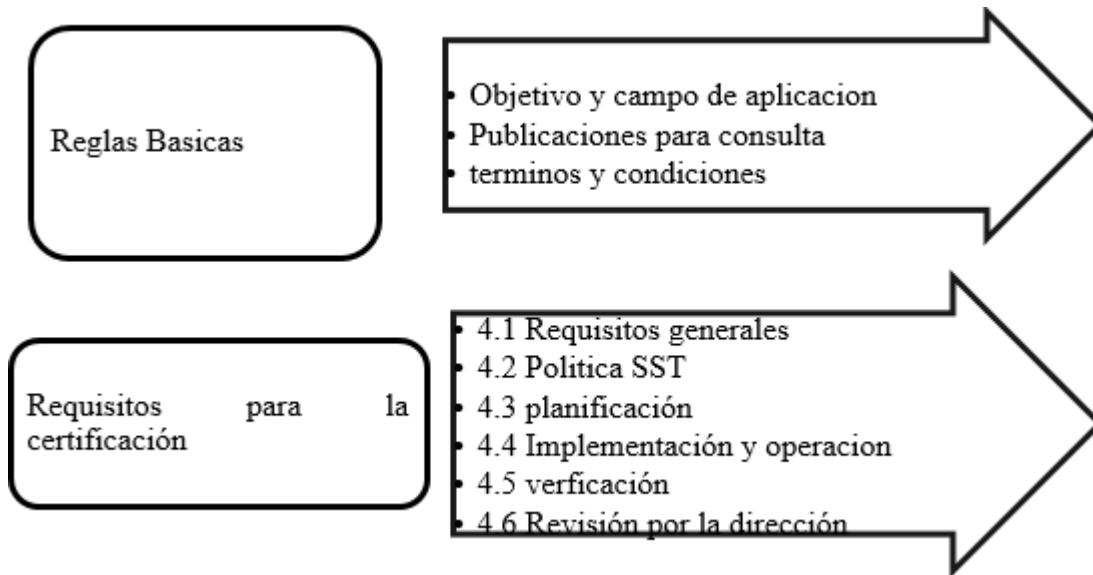 Reglas Basicas
• Objetivo y campo de aplicacion
• Publicaciones para consulta
• terminos y condiciones
Requisitos para la
certificación
• 4.1 Requisitos generales
• 4.2 Politica SST
• 4.3 planificación
• 4.4 Implementación y operacion
• 4.5 verficación
• 4.6 Revisión por la dirección